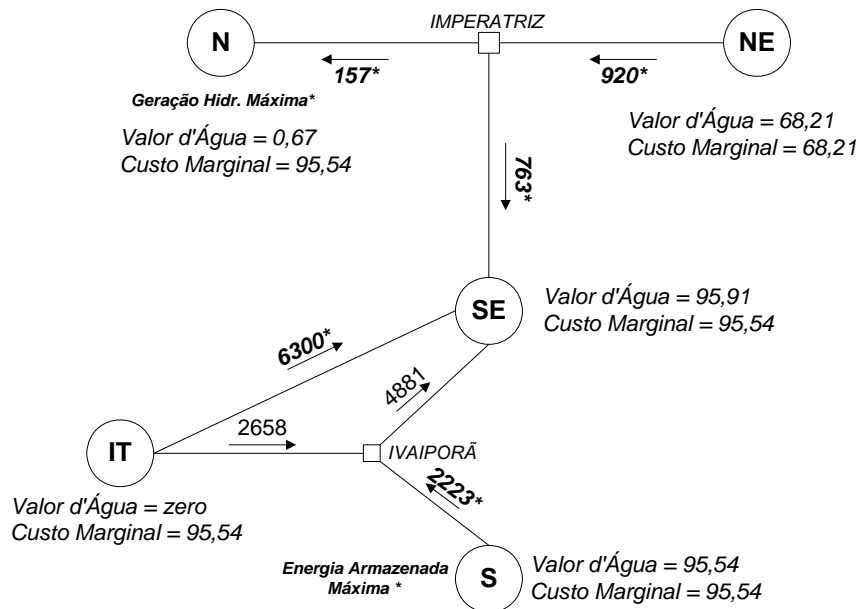 IMPERATRIZ
N
NE
157*
920*
Geração Hidr. Máxima*
Valor d'Água = 0,67
Custo Marginal = 95,54
Valor d'Água = 68,21
Custo Marginal = 68,21
763*
SE
Valor d'Água = 95,91
Custo Marginal = 95,54
6300*
4881
2658
IT
IVAIPORÃ
2223*
Valor d'Água = zero
Custo Marginal = 95,54
Energia Armazenada
Máxima *
S
Valor d'Água = 95,54
Custo Marginal = 95,54